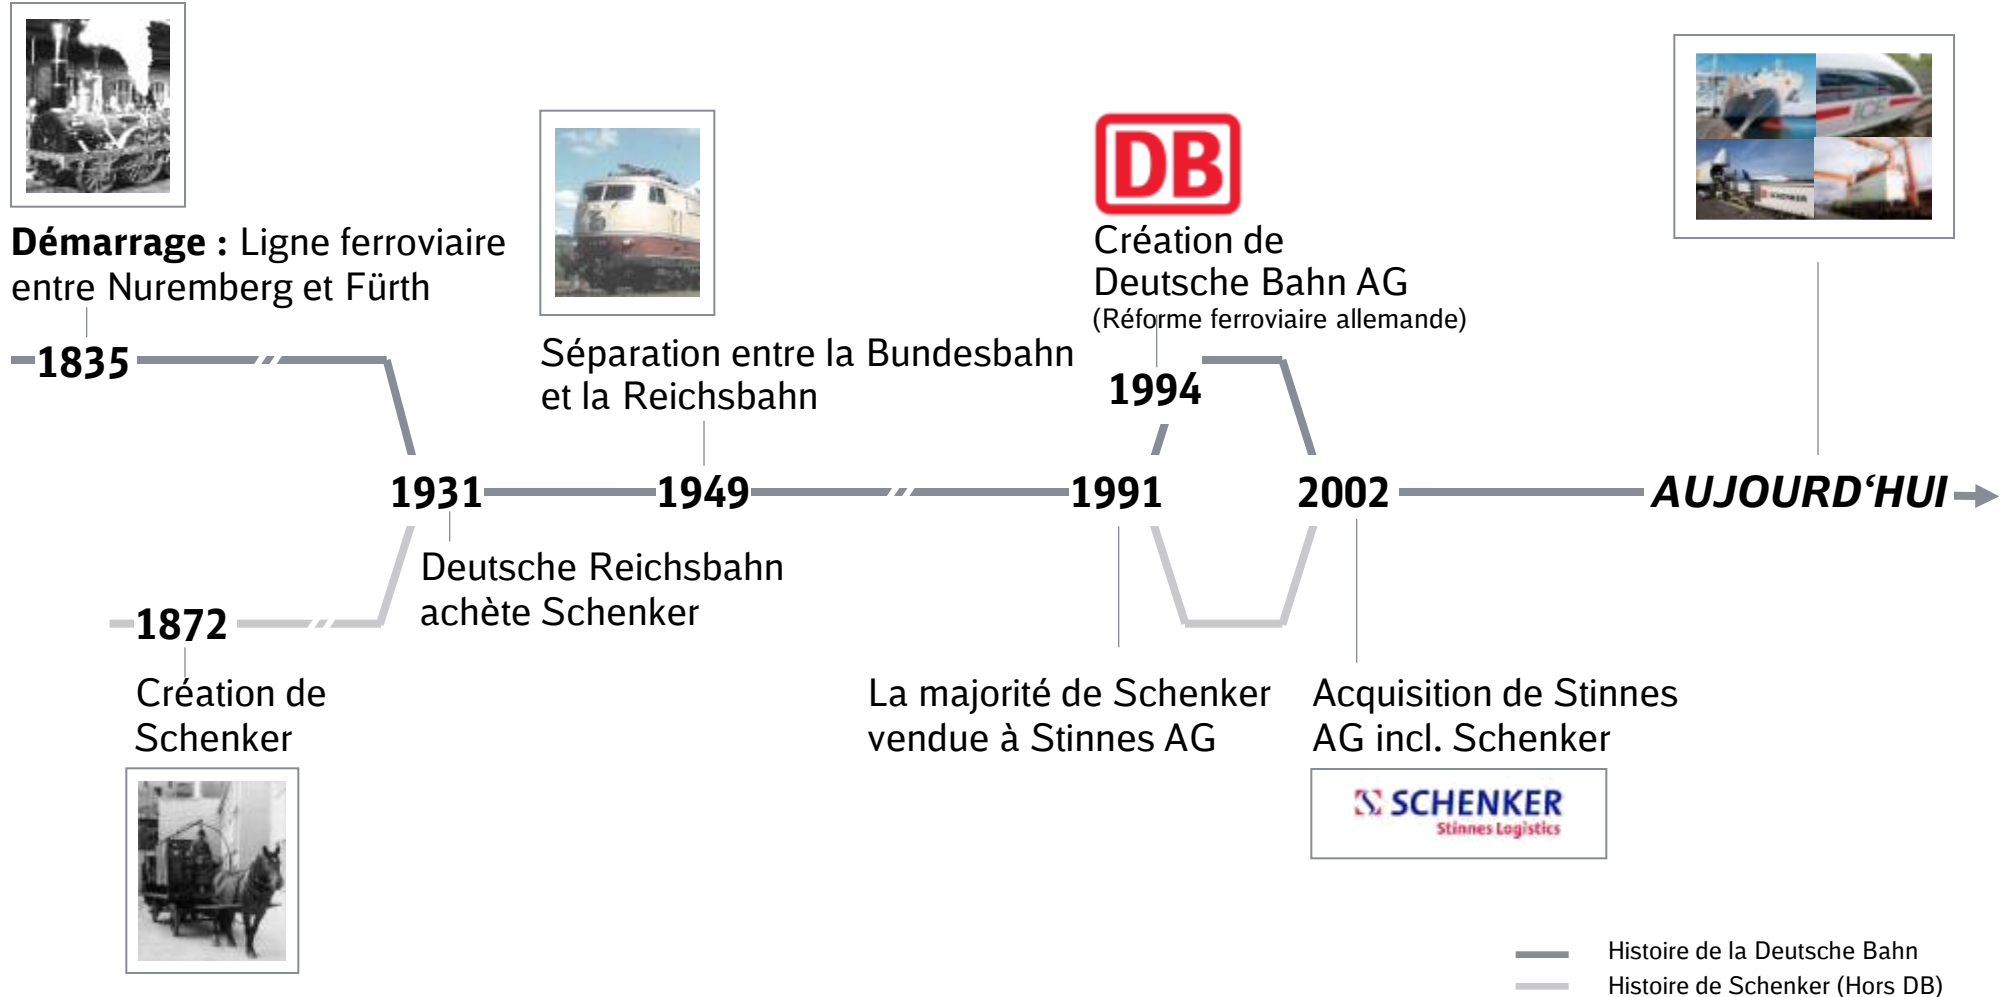 Démarrage : Ligne ferroviaire
entre Nuremberg et Fürth
1835
1872
Création de
Schenker
1931
Deutsche Reichsbahn
achète Schenker
Séparation entre la Bundesbahn
et la Reichsbahn
1949
1991
La majorité de Schenker
vendue à Stinnes AG
DB
Création de
Deutsche Bahn AG
(Réforme ferroviaire allemande)
1994
2002
Acquisition de Stinnes
AG incl. Schenker
SCHENKER
Stinnes Logistics
ICE
SCHENKER
AUJOURD‘HUI
Histoire de la Deutsche Bahn
Histoire de Schenker (Hors DB)